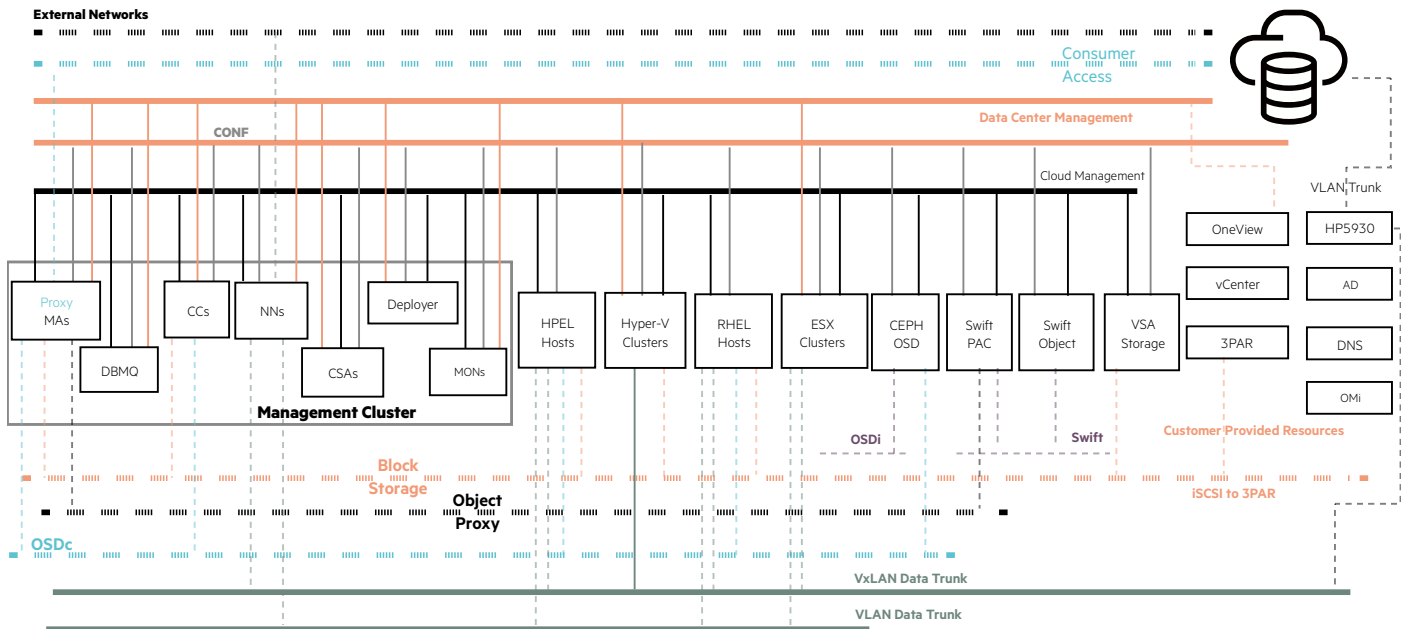 External Networks
Consumer
Access
Data Center Management
CONF
Cloud Management
VLAN Trunk
OneView
HP5930
vCenter
AD
Proxy
MAs
CCs
NNs
Deployer
HPEL
Hosts
Hyper-V
Clusters
RHEL
Hosts
ESX
Clusters
CEPH
OSD
Swift
PAC
Swift
Object
VSA
Storage
3PAR
DNS
DBMQ
CSAs
MONs
OMi
Management Cluster
OSDi
Swift
Customer Provided Resources
Block
Storage
iSCSI to 3PAR
Object
Proxy
OSDc
VxLAN Data Trunk
VLAN Data Trunk